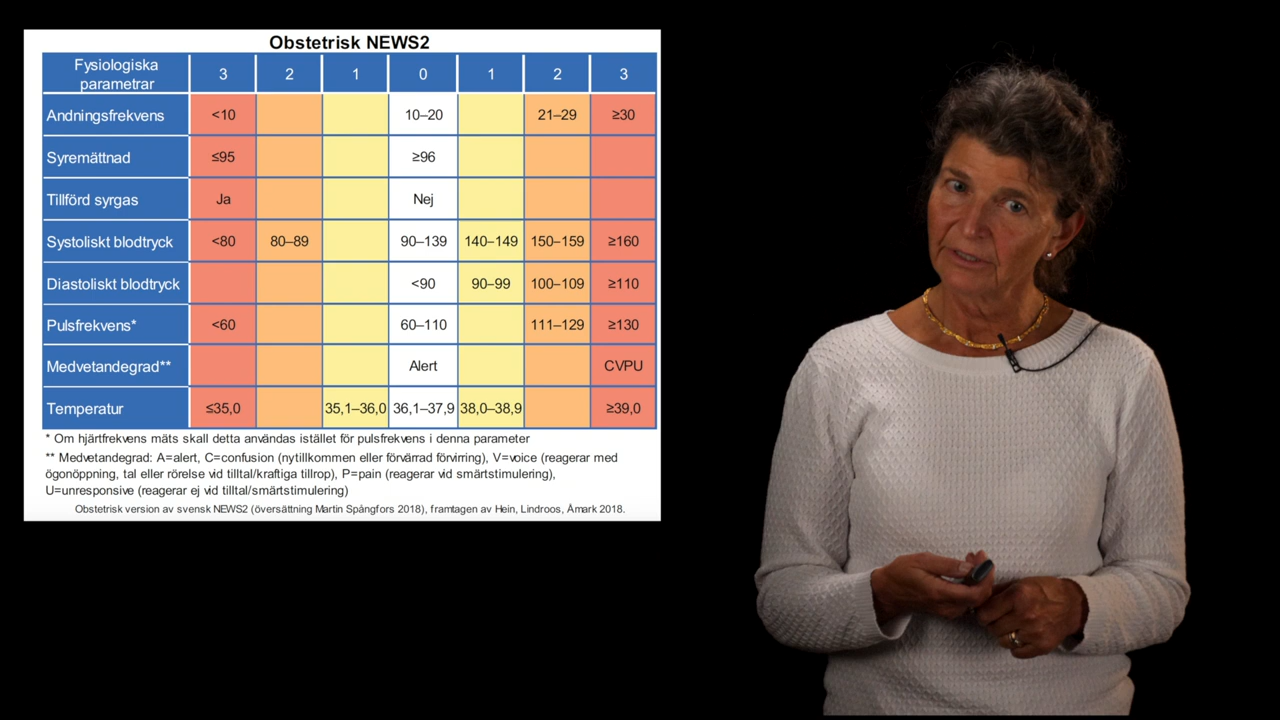 Obstetrisk NEWS2
Fysiologiska parametrar 3 2 1 0 1 2 3
Andningsfrekvens <10 10–20 21–29 ≥30
Syremättnad ≤95 ≥96
Tillförd syrgas Ja Nej
Systoliskt blodtryck <80 80–89 90–139 140–149 150–159 ≥160
Diastoliskt blodtryck <90 90–99 100–109 ≥110
Pulsfrekvens* <60 60–110 111–129 ≥130
Medvetandegrad** Alert CVPU
Temperatur ≤35,0 35,1–36,0 36,1–37,9 38,0–38,9 ≥39,0
* Om hjärtfrekvens mäts skall detta användas istället för pulsfrekvens i denna parameter
** Medvetandegrad: A=alert, C=confusion (nytillkommen eller förvärrad förvirring), V=voice (reagerar med
ögonöppning, tal eller rörelse vid tilltal/kraftiga tillrop), P=pain (reagerar vid smärtstimulering),
U=unresponsive (reagerar ej vid tilltal/smärtstimulering)
Obstetrisk version av svensk NEWS2 (översättning Martin Spångfors 2018), framtagen av Hein, Lindroos, Åmark 2018.